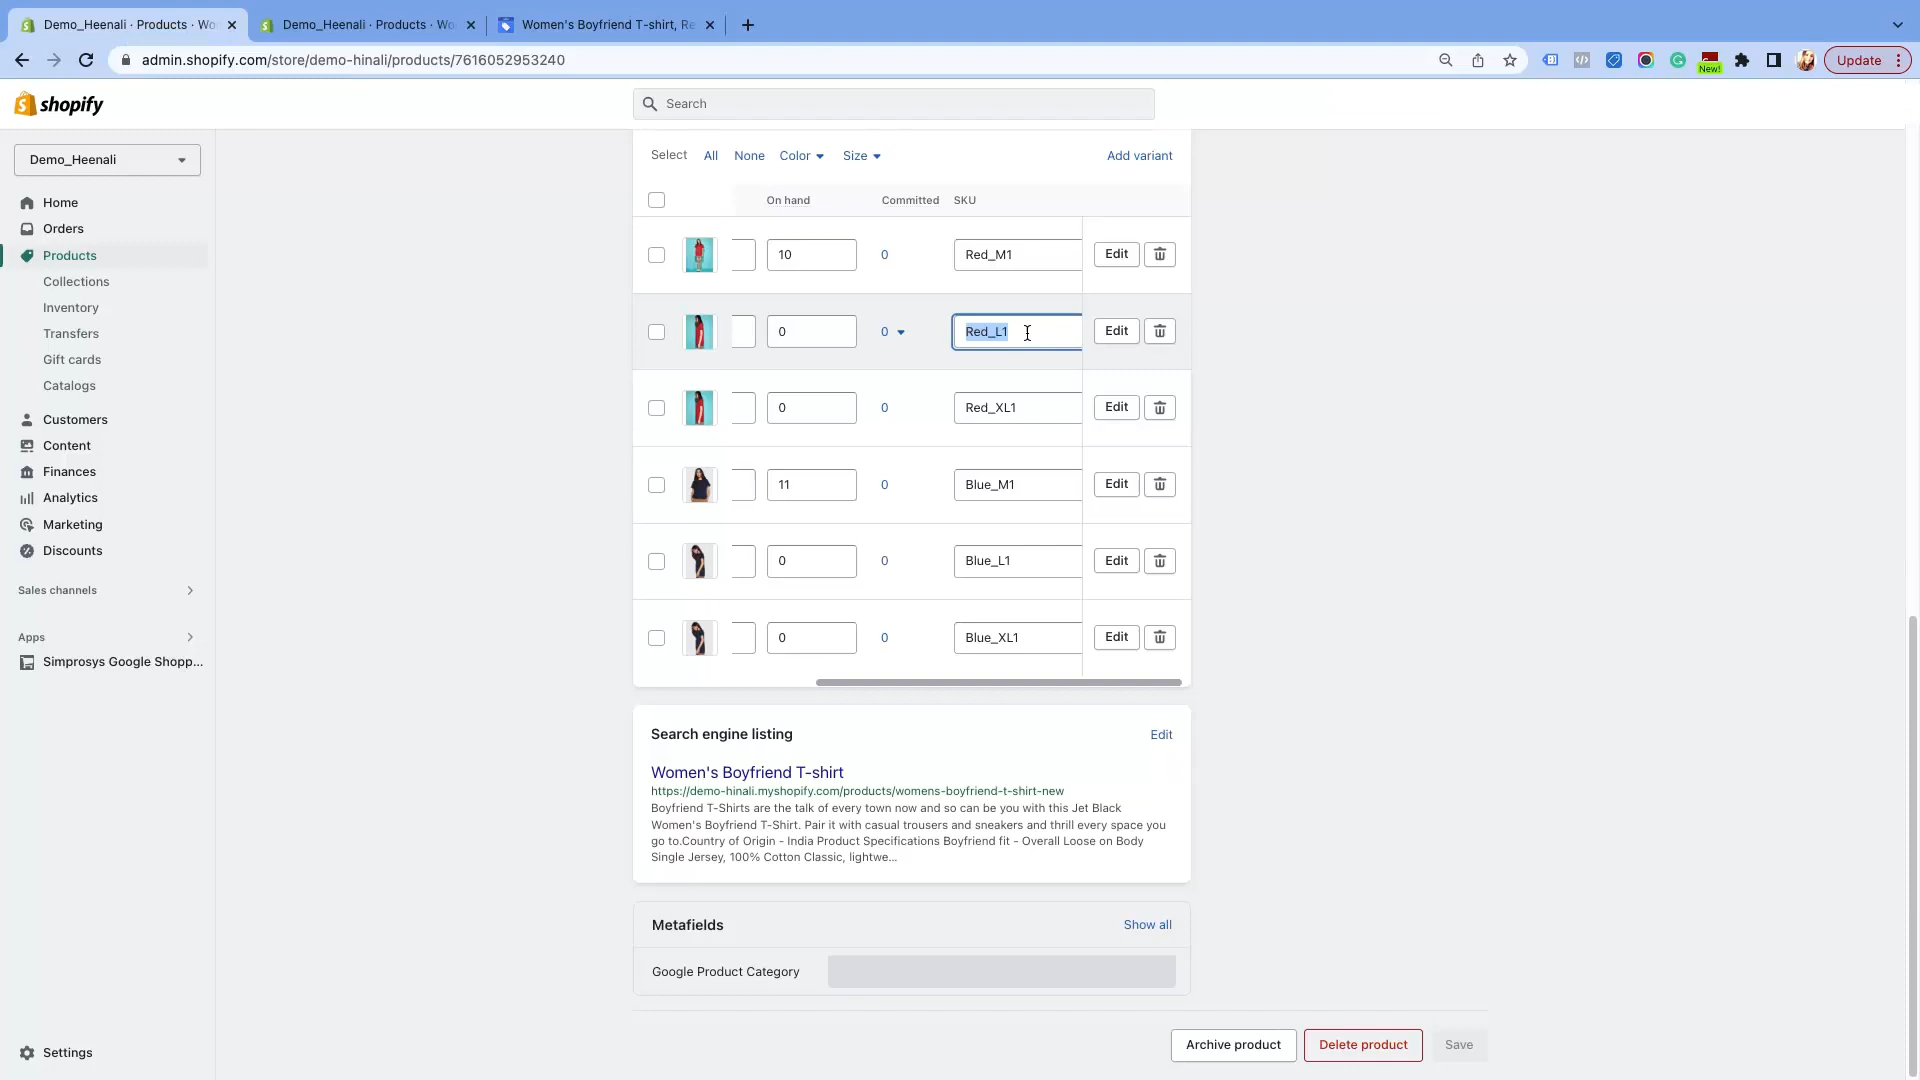 Demo_Heenali · Products · Wo
Demo_Heenali · Products · Wo
Women's Boyfriend T-shirt, Re
admin.shopify.com/store/demo-hinali/products/7616052953240
New!
Update
shopify
Search
Demo_Heenali
Home
Orders
Products
Collections
Inventory
Transfers
Gift cards
Catalogs
Customers
Content
Finances
Analytics
Marketing
Discounts
Sales channels
Apps
Simprosys Google Shopp...
Settings
Select All None Color Size Add variant
On hand Committed SKU
10 0 Red_M1 Edit
0 0 Red_L1 Edit
0 0 Red_XL1 Edit
11 0 Blue_M1 Edit
0 0 Blue_L1 Edit
0 0 Blue_XL1 Edit
Search engine listing Edit
Women's Boyfriend T-shirt
https://demo-hinali.myshopify.com/products/womens-boyfriend-t-shirt-new
Boyfriend T-Shirts are the talk of every town now and so can be you with this Jet Black
Women's Boyfriend T-Shirt. Pair it with casual trousers and sneakers and thrill every space you
go to.Country of Origin - India Product Specifications Boyfriend fit - Overall Loose on Body
Single Jersey, 100% Cotton Classic, lightwe...
Metafields Show all
Google Product Category
Archive product Delete product Save